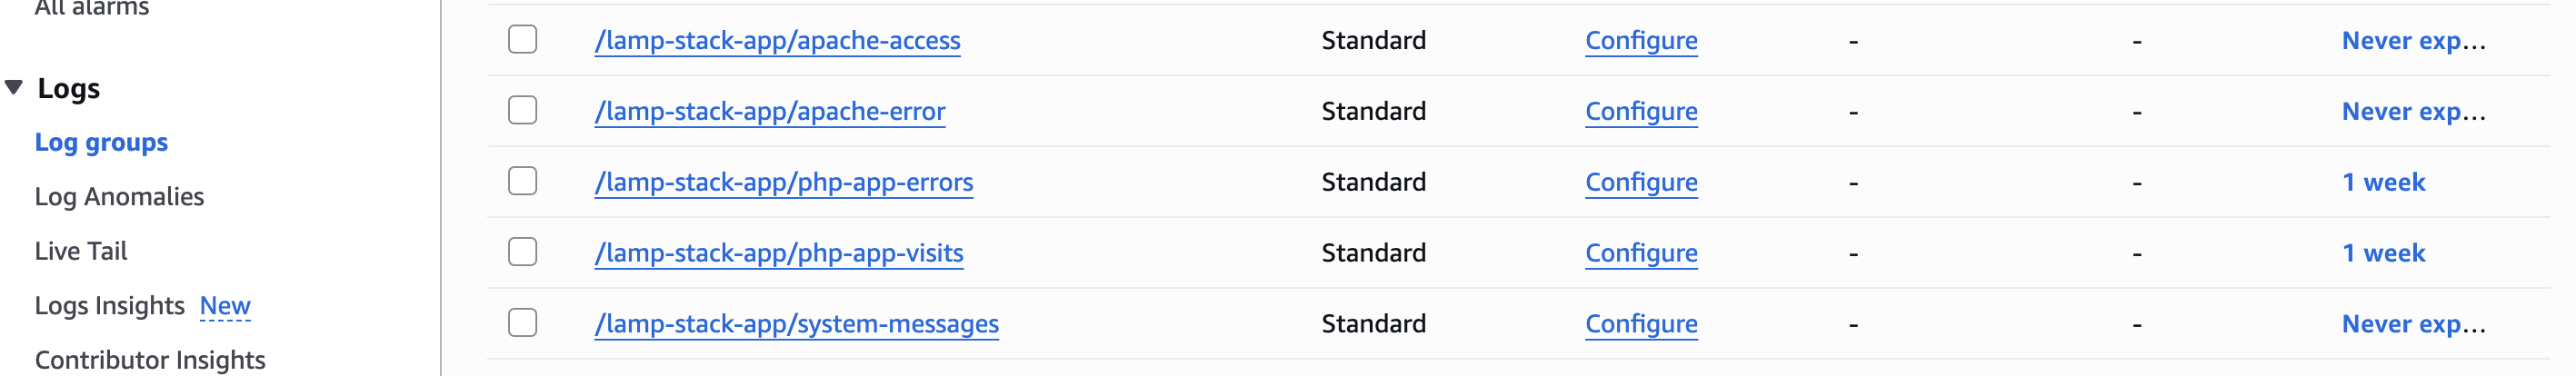 All alarms
Logs
Log groups
Log Anomalies
Live Tail
Logs Insights New
Contributor Insights
/lamp-stack-app/apache-access Standard Configure - - Never exp...
/lamp-stack-app/apache-error Standard Configure - - Never exp...
/lamp-stack-app/php-app-errors Standard Configure - - 1 week
/lamp-stack-app/php-app-visits Standard Configure - - 1 week
/lamp-stack-app/system-messages Standard Configure - - Never exp...